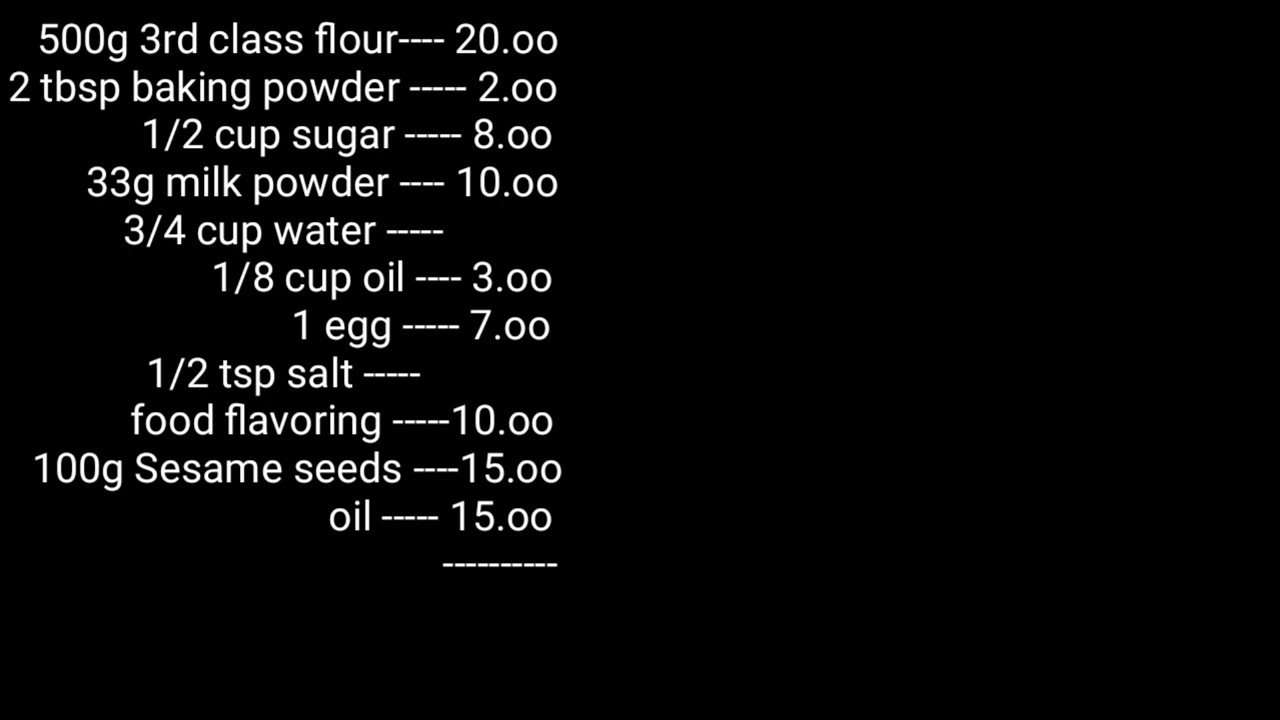 500g 3rd class flour---- 20.oo
2 tbsp baking powder ----- 2.oo
1/2 cup sugar ----- 8.oo
33g milk powder ---- 10.oo
3/4 cup water -----
1/8 cup oil ---- 3.oo
1 egg ----- 7.oo
1/2 tsp salt -----
food flavoring -----10.oo
100g Sesame seeds ----15.oo
oil ----- 15.oo
----------